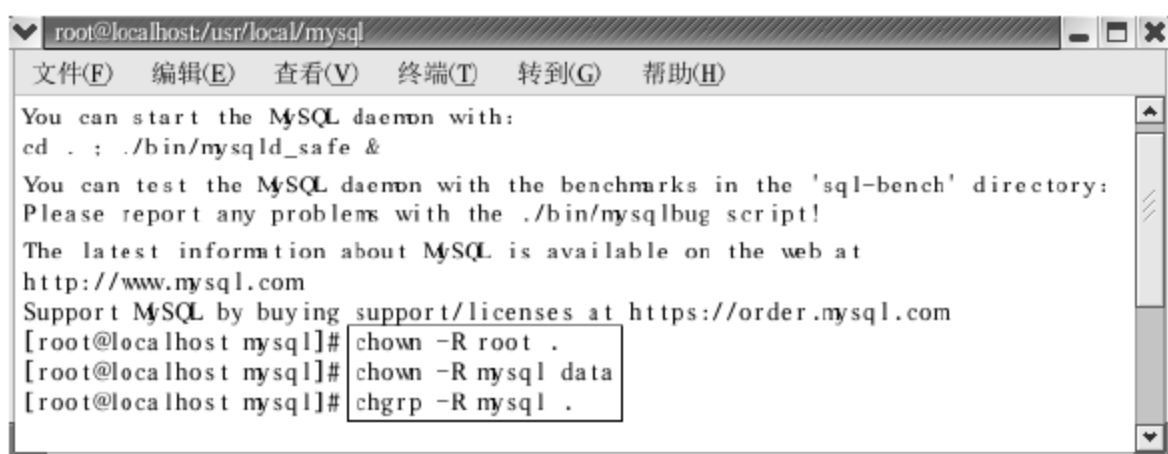 root@localhost:/usr/local/mysql
文件(F) 编辑(E) 查看(V) 终端(T) 转到(G) 帮助(H)
You can start the MySQL daemon with:
cd . ; ./bin/mysqld_safe &
You can test the MySQL daemon with the benchmarks in the 'sql-bench' directory:
Please report any problems with the ./bin/mysqlbug script!
The latest information about MySQL is available on the web at
http://www.mysql.com
Support MySQL by buying support/licenses at https://order.mysql.com
[root@localhost mysql]# chown -R root .
[root@localhost mysql]# chown -R mysql data
[root@localhost mysql]# chgrp -R mysql .